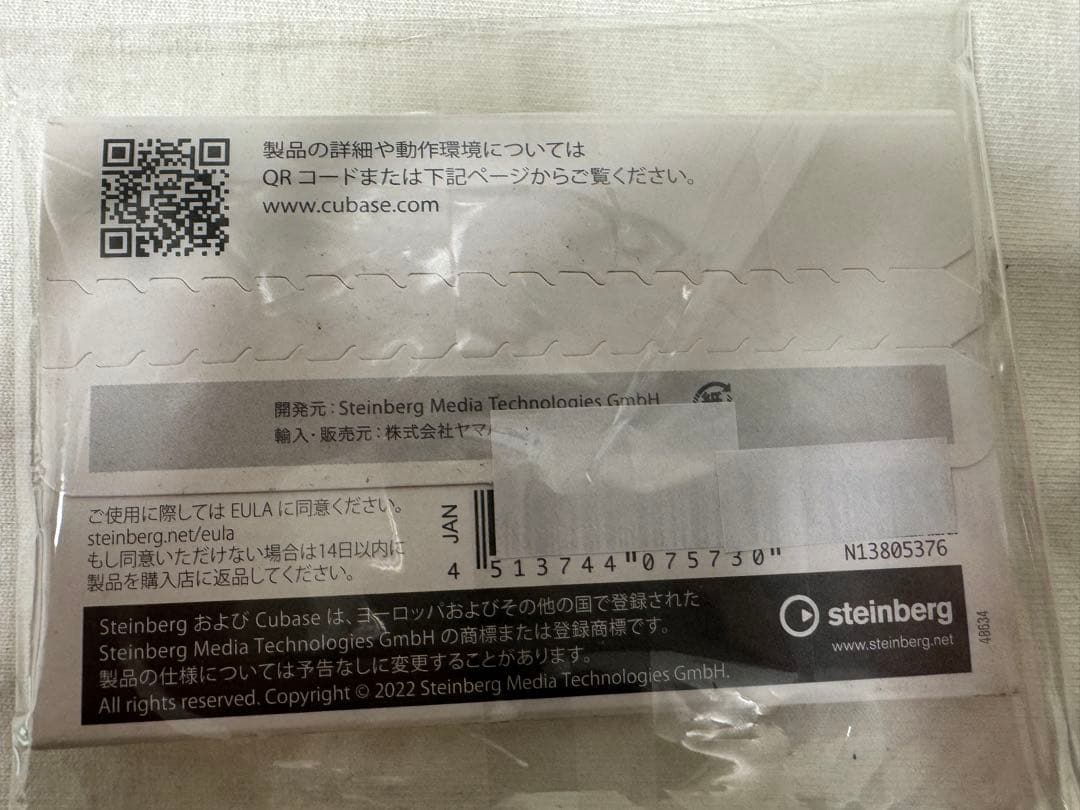 製品の詳細や動作環境については
QRコードまたは下記ページからご覧ください。
www.cubase.com
開発元：Steinberg Media Technologies GmbH
輸入・販売元：株式会社ヤマ
紙
ご使用に際しては EULA に同意ください。
steinberg.net/eula
もし同意いただけない場合は14日以内に
製品を購入店に返品してください。
JAN
4 513744"075730"
N13805376
Steinberg および Cubase は、ヨーロッパおよびその他の国で登録された
Steinberg Media Technologies GmbH の商標または登録商標です。
製品の仕様については予告なしに変更することがあります。
All rights reserved. Copyright © 2022 Steinberg Media Technologies GmbH.
steinberg
www.steinberg.net
48634